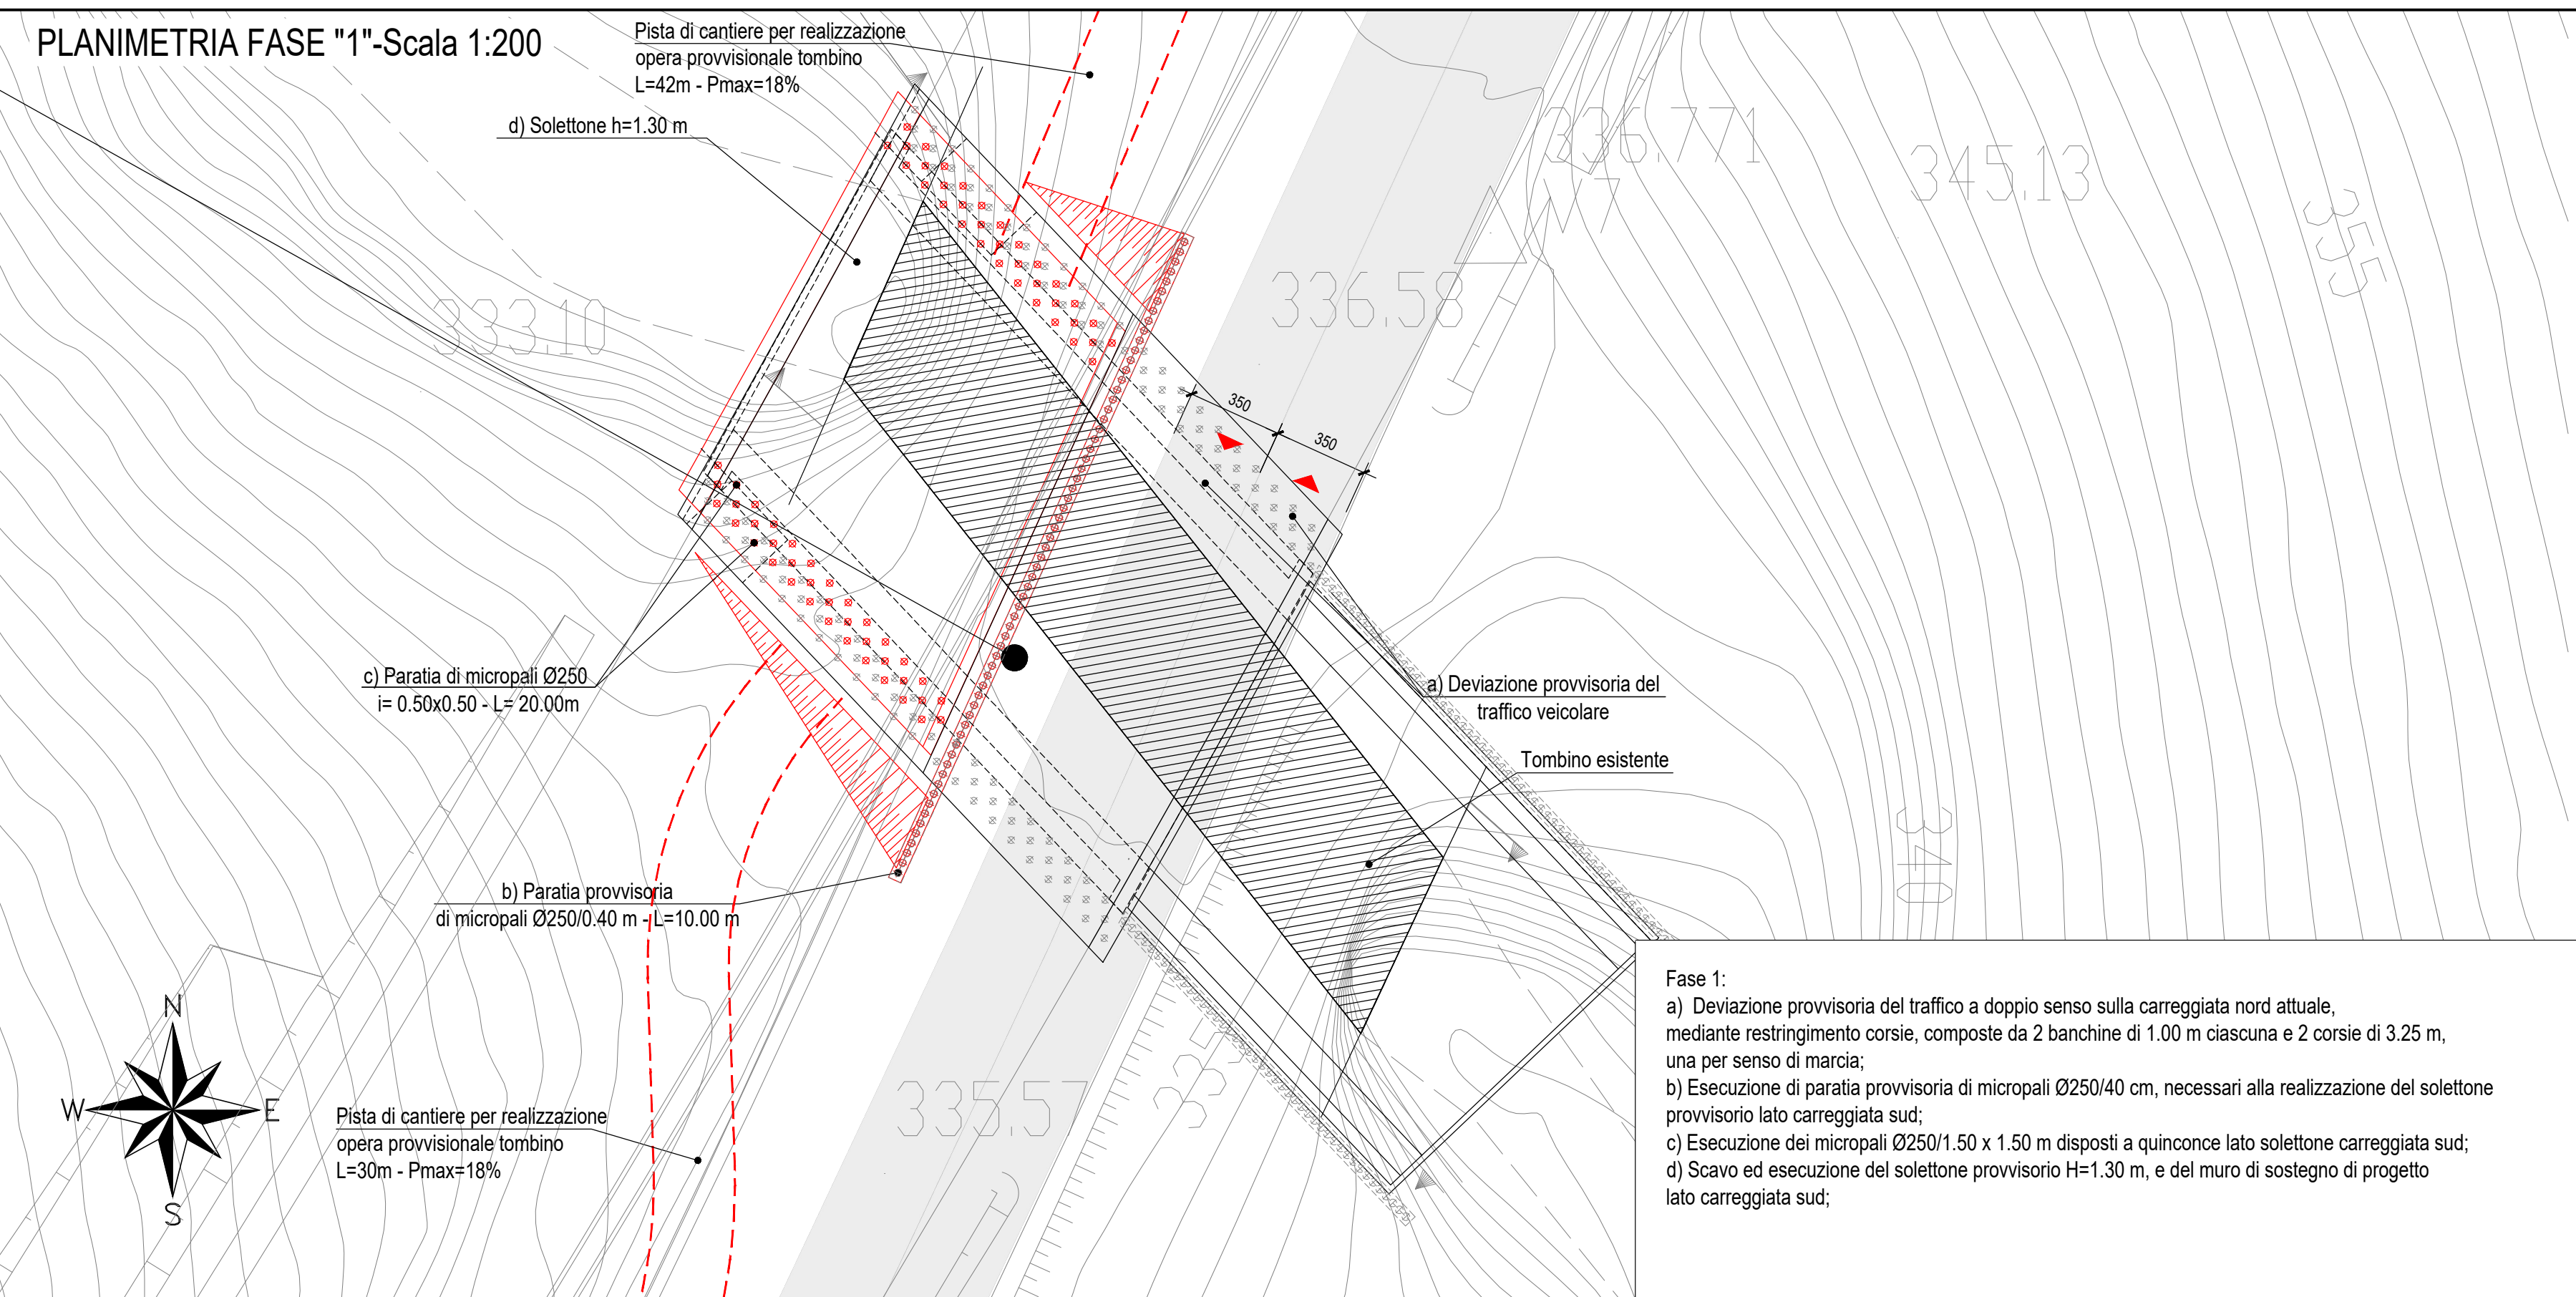 PLANIMETRIA FASE "1"-Scala 1:200
Pista di cantiere per realizzazione
opera provvisionale tombino
L=42m - Pmax=18%
d) Solettone h=1.30 m
336.771
345.13
355
336.58
333.10
350
350
c) Paratia di micropali Ø250
i= 0.50x0.50 - L= 20.00m
a) Deviazione provvisoria del
traffico veicolare
Tombino esistente
340
b) Paratia provvisoria
di micropali Ø250/0.40 m - L=10.00 m
N
W
E
S
335.57
Pista di cantiere per realizzazione
opera provvisionale tombino
L=30m - Pmax=18%
Fase 1:
a) Deviazione provvisoria del traffico a doppio senso sulla carreggiata nord attuale,
mediante restringimento corsie, composte da 2 banchine di 1.00 m ciascuna e 2 corsie di 3.25 m,
una per senso di marcia;
b) Esecuzione di paratia provvisoria di micropali Ø250/40 cm, necessari alla realizzazione del solettone
provvisorio lato carreggiata sud;
c) Esecuzione dei micropali Ø250/1.50 x 1.50 m disposti a quinconce lato solettone carreggiata sud;
d) Scavo ed esecuzione del solettone provvisorio H=1.30 m, e del muro di sostegno di progetto
lato carreggiata sud;